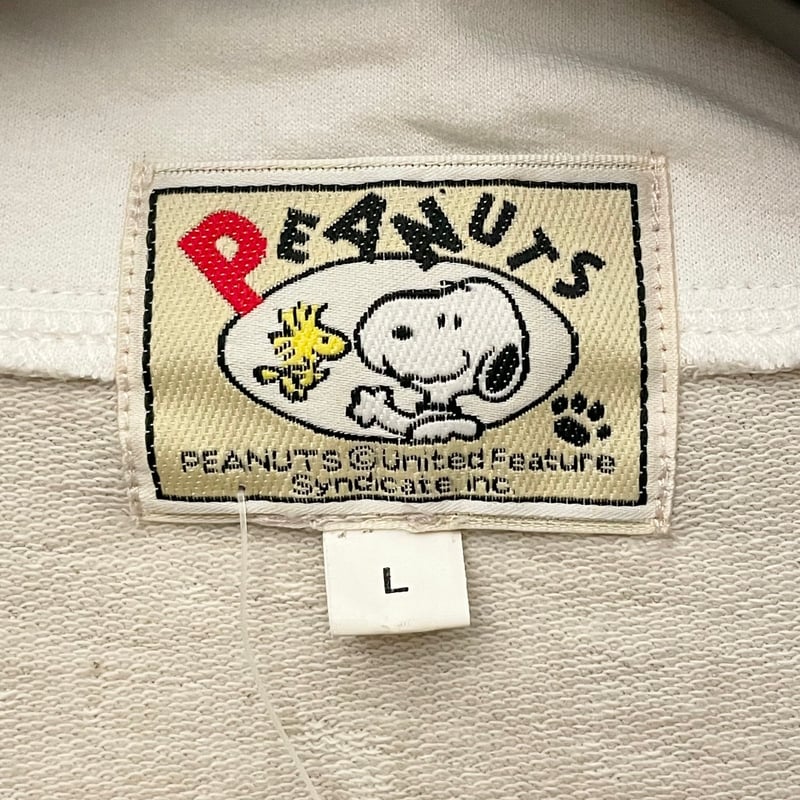 PEANUTS
PEANUTS © United Feature
Syndicate, Inc.
L